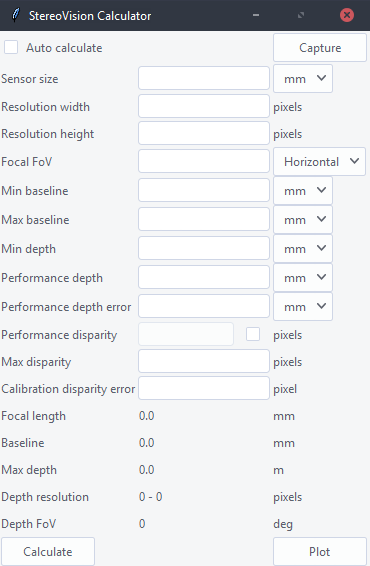 StereoVision Calculator
Auto calculate Capture
Sensor size mm
Resolution width pixels
Resolution height pixels
Focal FoV Horizontal
Min baseline mm
Max baseline mm
Min depth mm
Performance depth mm
Performance depth error mm
Performance disparity pixels
Max disparity pixels
Calibration disparity error pixel
Focal length 0.0 mm
Baseline 0.0 mm
Max depth 0.0 m
Depth resolution 0 - 0 pixels
Depth FoV 0 deg
Calculate Plot